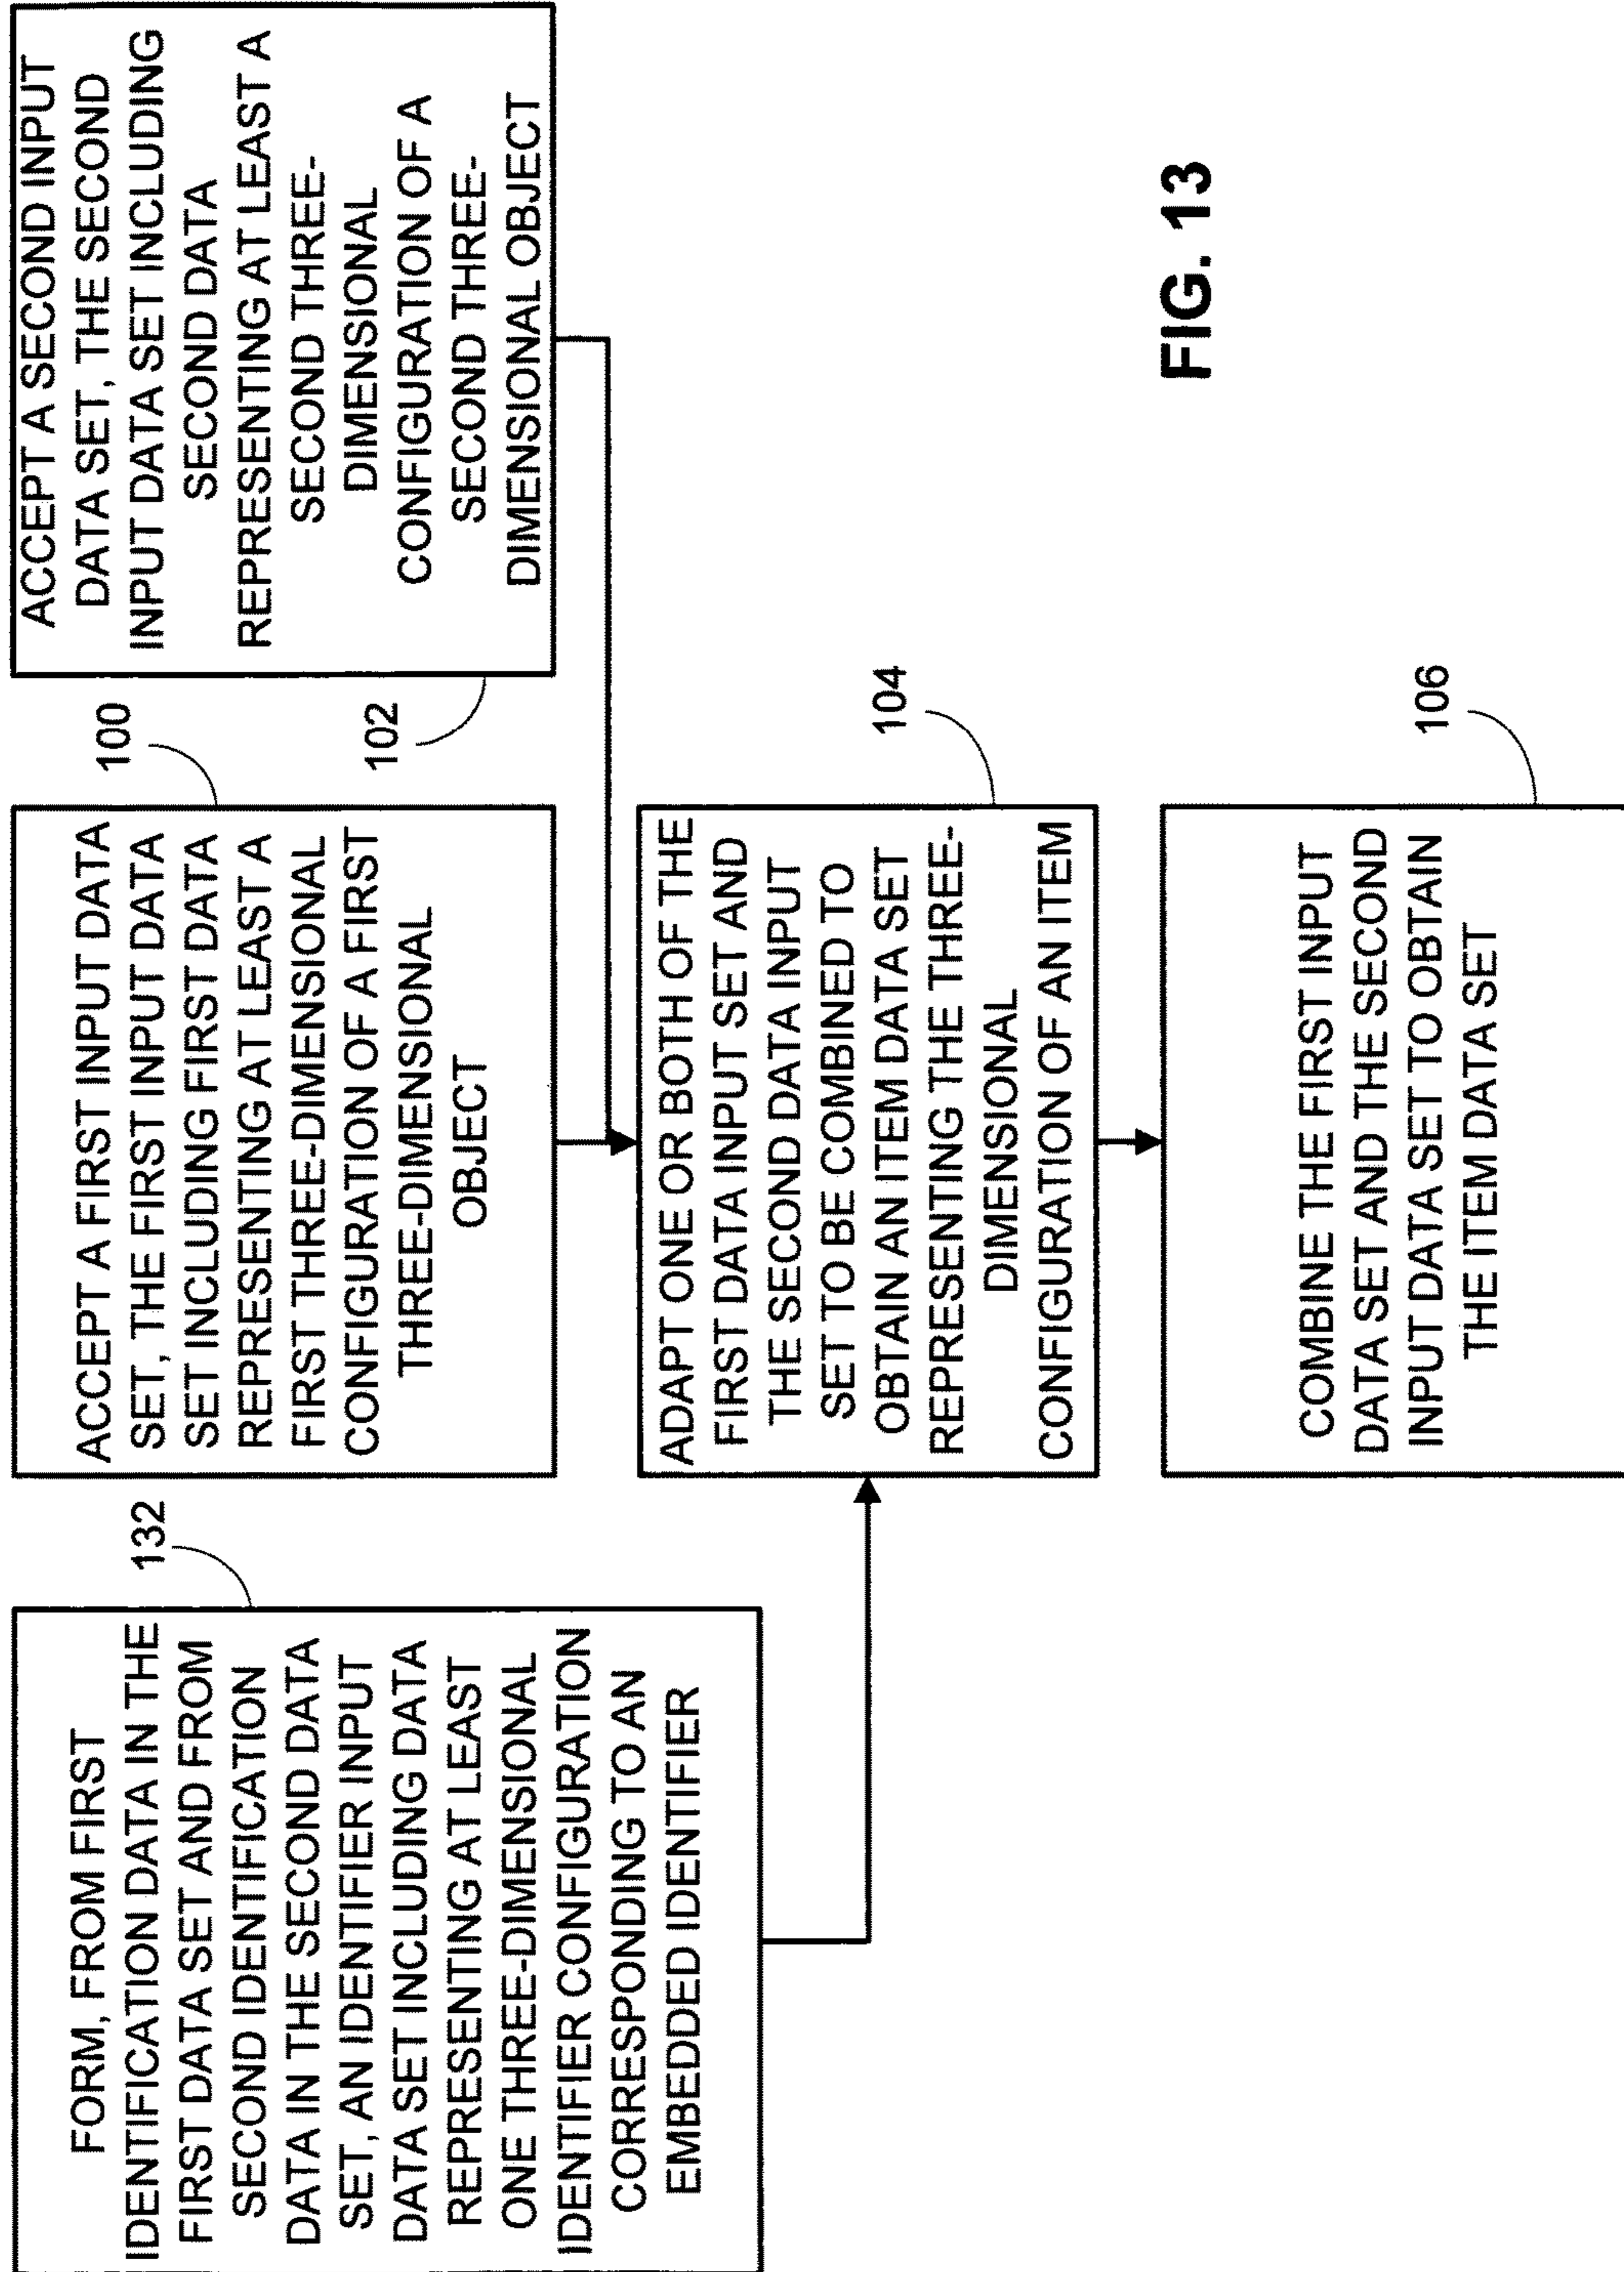 FORM, FROM FIRST
IDENTIFICATION DATA IN THE
FIRST DATA SET AND FROM
SECOND IDENTIFICATION
DATA IN THE SECOND DATA
SET, AN IDENTIFIER INPUT
DATA SET INCLUDING DATA
REPRESENTING AT LEAST
ONE THREE-DIMENSIONAL
IDENTIFIER CONFIGURATION
CORRESPONDING TO AN
EMBEDDED IDENTIFIER
132
ACCEPT A FIRST INPUT DATA
SET, THE FIRST INPUT DATA
SET INCLUDING FIRST DATA
REPRESENTING AT LEAST A
FIRST THREE-DIMENSIONAL
CONFIGURATION OF A FIRST
THREE-DIMENSIONAL
OBJECT
100
ACCEPT A SECOND INPUT
DATA SET, THE SECOND
INPUT DATA SET INCLUDING
SECOND DATA
REPRESENTING AT LEAST A
SECOND THREE-
DIMENSIONAL
CONFIGURATION OF A
SECOND THREE-
DIMENSIONAL OBJECT
102
ADAPT ONE OR BOTH OF THE
FIRST DATA INPUT SET AND
THE SECOND DATA INPUT
SET TO BE COMBINED TO
OBTAIN AN ITEM DATA SET
REPRESENTING THE THREE-
DIMENSIONAL
CONFIGURATION OF AN ITEM
104
COMBINE THE FIRST INPUT
DATA SET AND THE SECOND
INPUT DATA SET TO OBTAIN
THE ITEM DATA SET
106
FIG. 13